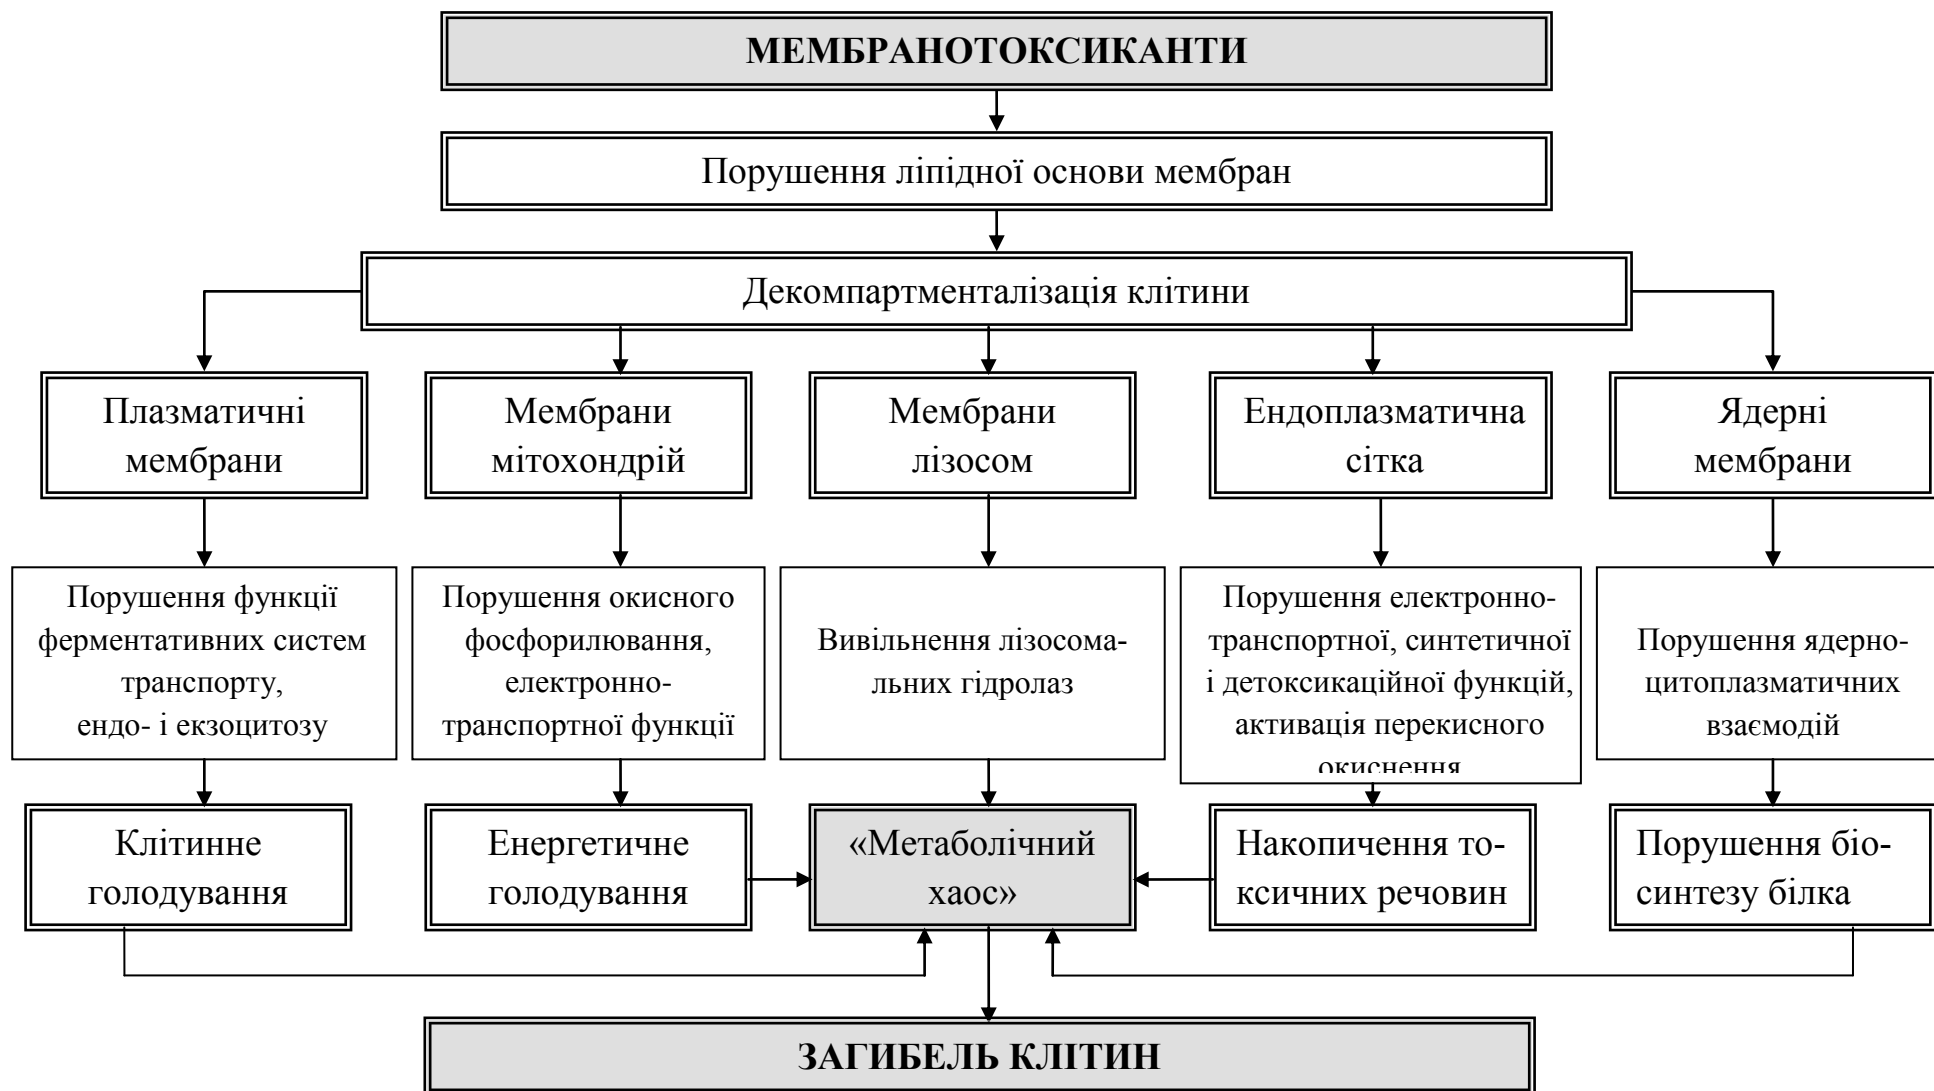 МЕМБРАНОТОКСИКАНТИ
Порушення ліпідної основи мембран
Декомпартменталізація клітини
Плазматичні
мембрани
Мембрани
мітохондрій
Мембрани
лізосом
Ендоплазматична
сітка
Ядерні
мембрани
Порушення функції
ферментативних систем
транспорту,
ендо- і екзоцитозу
Порушення окисного
фосфорилювання,
електронно-
транспортної функції
Вивільнення лізосома-
льних гідролаз
Порушення електронно-
транспортної, синтетичної
і детоксикаційної функцій,
активація перекисного
окиснення
Порушення ядерно-
цитоплазматичних
взаємодій
Клітинне
голодування
Енергетичне
голодування
«Метаболічний
хаос»
Накопичення то-
ксичних речовин
Порушення біо-
синтезу білка
ЗАГИБЕЛЬ КЛІТИН